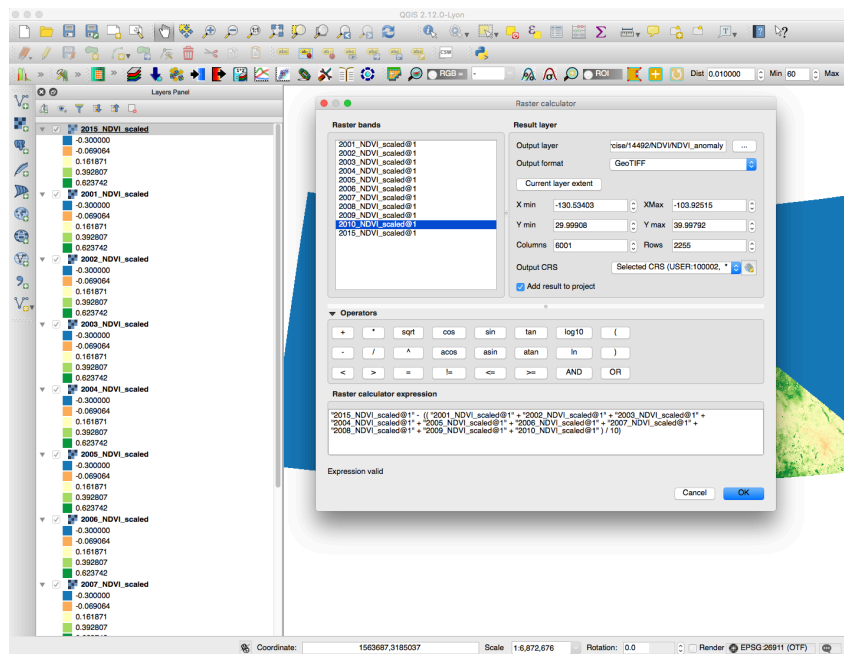 QGIS 2.12.0-Lyon
CSW
RGB = -
ROI
Dist 0.010000 Min 60 Max
Layers Panel
2015_NDVI_scaled
-0.300000
-0.069064
0.161871
0.392807
0.623742
2001_NDVI_scaled
-0.300000
-0.069064
0.161871
0.392807
0.623742
2002_NDVI_scaled
-0.300000
-0.069064
0.161871
0.392807
0.623742
2003_NDVI_scaled
-0.300000
-0.069064
0.161871
0.392807
0.623742
2004_NDVI_scaled
-0.300000
-0.069064
0.161871
0.392807
0.623742
2005_NDVI_scaled
-0.300000
-0.069064
0.161871
0.392807
0.623742
2006_NDVI_scaled
-0.300000
-0.069064
0.161871
0.392807
0.623742
2007_NDVI_scaled
-0.300000
-0.069064
0.161871
0.392807
Raster calculator
Raster bands
2001_NDVI_scaled@1
2002_NDVI_scaled@1
2003_NDVI_scaled@1
2004_NDVI_scaled@1
2005_NDVI_scaled@1
2006_NDVI_scaled@1
2007_NDVI_scaled@1
2008_NDVI_scaled@1
2009_NDVI_scaled@1
2010_NDVI_scaled@1
2015_NDVI_scaled@1
Result layer
Output layer rcise/14492/NDVI/NDVI_anomaly ...
Output format GeoTIFF
Current layer extent
X min -130.53403 XMax -103.92515
Y min 29.99908 Y max 39.99792
Columns 6001 Rows 2255
Output CRS Selected CRS (USER:100002, *
Add result to project
Operators
+ * sqrt cos sin tan log10 (
- / ^ acos asin atan ln )
< > = != <= >= AND OR
Raster calculator expression
"2015_NDVI_scaled@1" - (( "2001_NDVI_scaled@1" + "2002_NDVI_scaled@1" + "2003_NDVI_scaled@1" +
"2004_NDVI_scaled@1" + "2005_NDVI_scaled@1" + "2006_NDVI_scaled@1" + "2007_NDVI_scaled@1" +
"2008_NDVI_scaled@1" + "2009_NDVI_scaled@1" + "2010_NDVI_scaled@1" ) / 10)
Expression valid
Cancel OK
Coordinate: 1563687,3185037 Scale 1:6,872,676 Rotation: 0.0 Render EPSG:26911 (OTF)